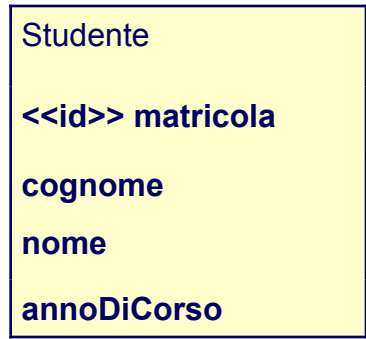 Studente
<<id>> matricola
cognome
nome
annoDiCorso